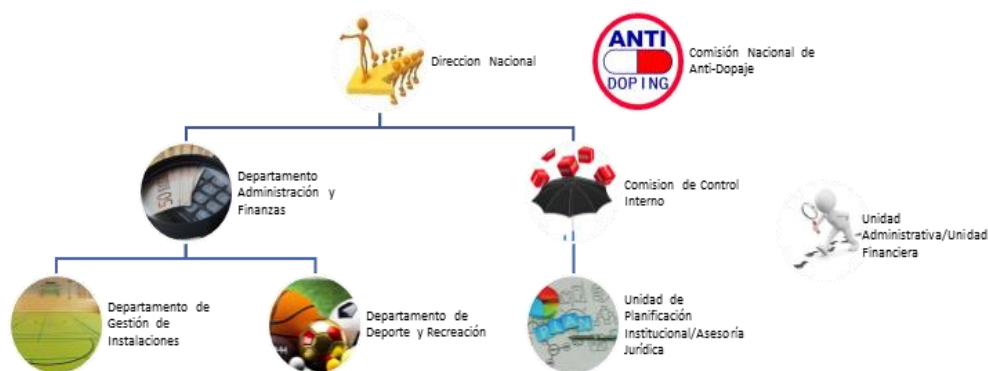 Direccion Nacional
ANTI
DOPING
Comisión Nacional de
Anti-Dopaje
Departamento
Administración y
Finanzas
Comision de Control
Interno
Unidad
Administrativa/Unidad
Financiera
Departamento de
Gestión de
Instalaciones
Departamento de
Deporte y Recreación
Unidad de
Planificación
Institucional/Asesoría
Jurídica